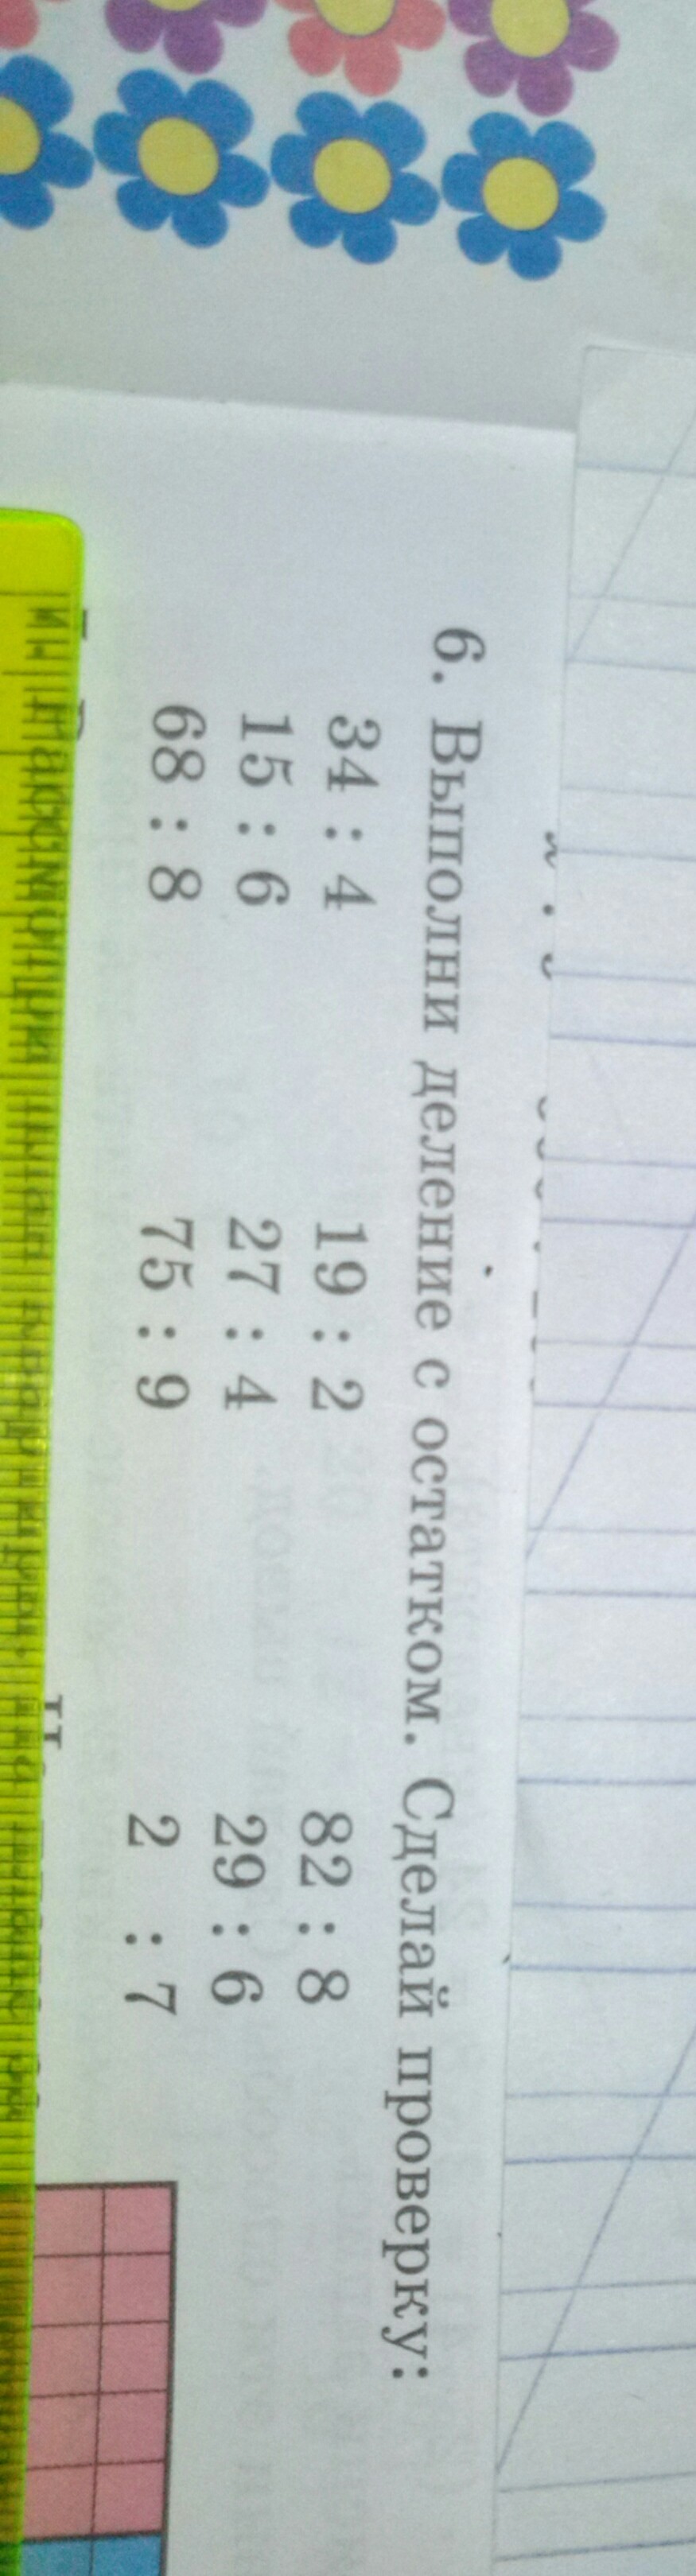 6. Выполни деление с остатком. Сделай проверку:
34 : 4 19 : 2 82 : 8
15 : 6 27 : 4 29 : 6
68 : 8 75 : 9 2 : 7